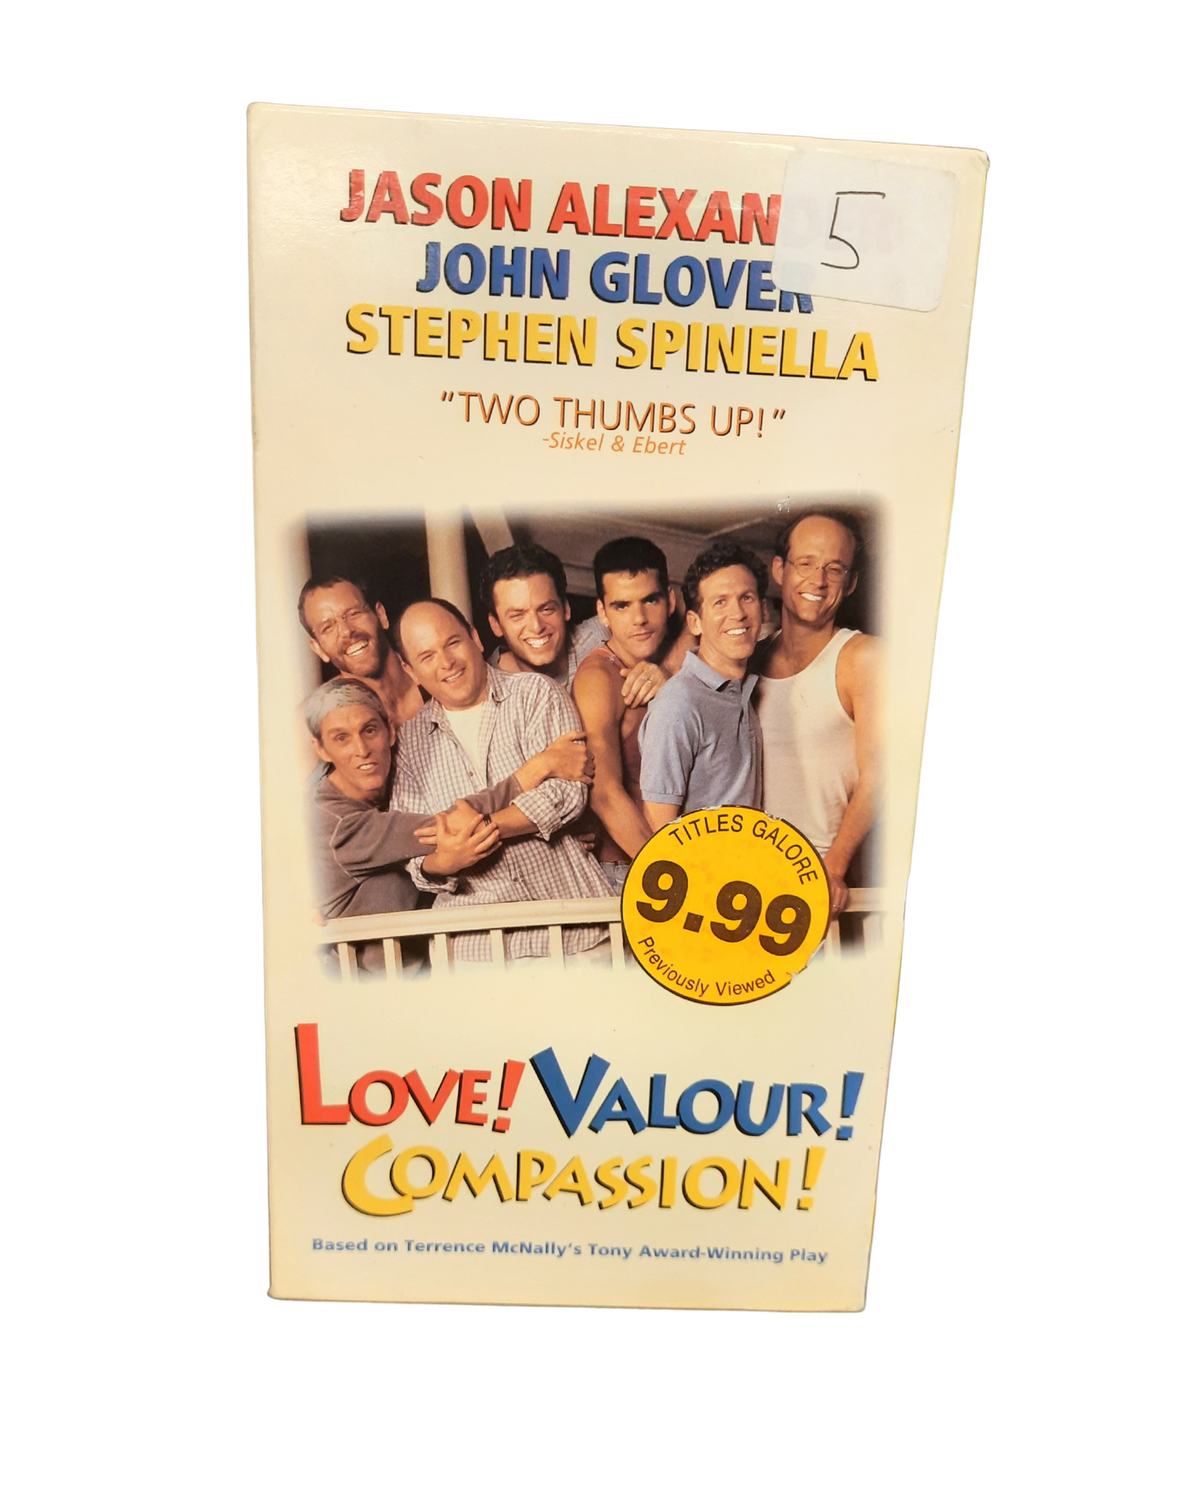 JASON ALEXAN
5
JOHN GLOVER
STEPHEN SPINELLA
"TWO THUMBS UP!"
-Siskel & Ebert
TITLES GALORE
9.99
Previously Viewed
LOVE! VALOUR!
COMPASSION!
Based on Terrence McNally's Tony Award-Winning Play